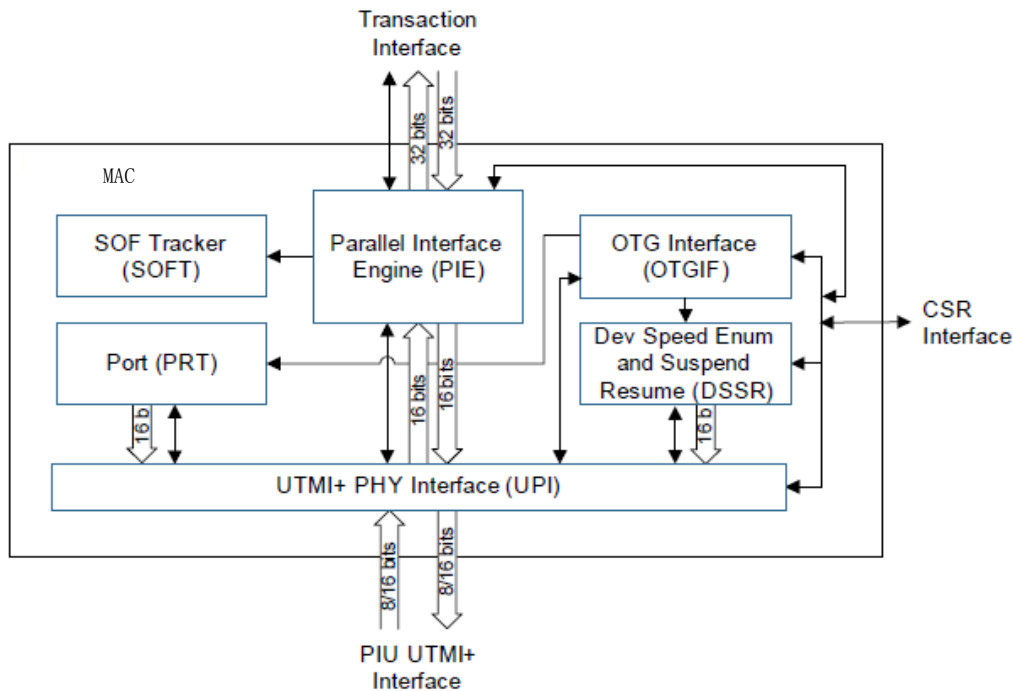 Transaction
Interface
32 bits
32 bits
MAC
SOF Tracker
(SOFT)
Parallel Interface
Engine (PIE)
OTG Interface
(OTGIF)
CSR
Interface
Port (PRT)
Dev Speed Enum
and Suspend
Resume (DSSR)
16 b
16 bits
16 bits
16 b
UTMI+ PHY Interface (UPI)
8/16 bits
8/16 bits
PIU UTMI+
Interface